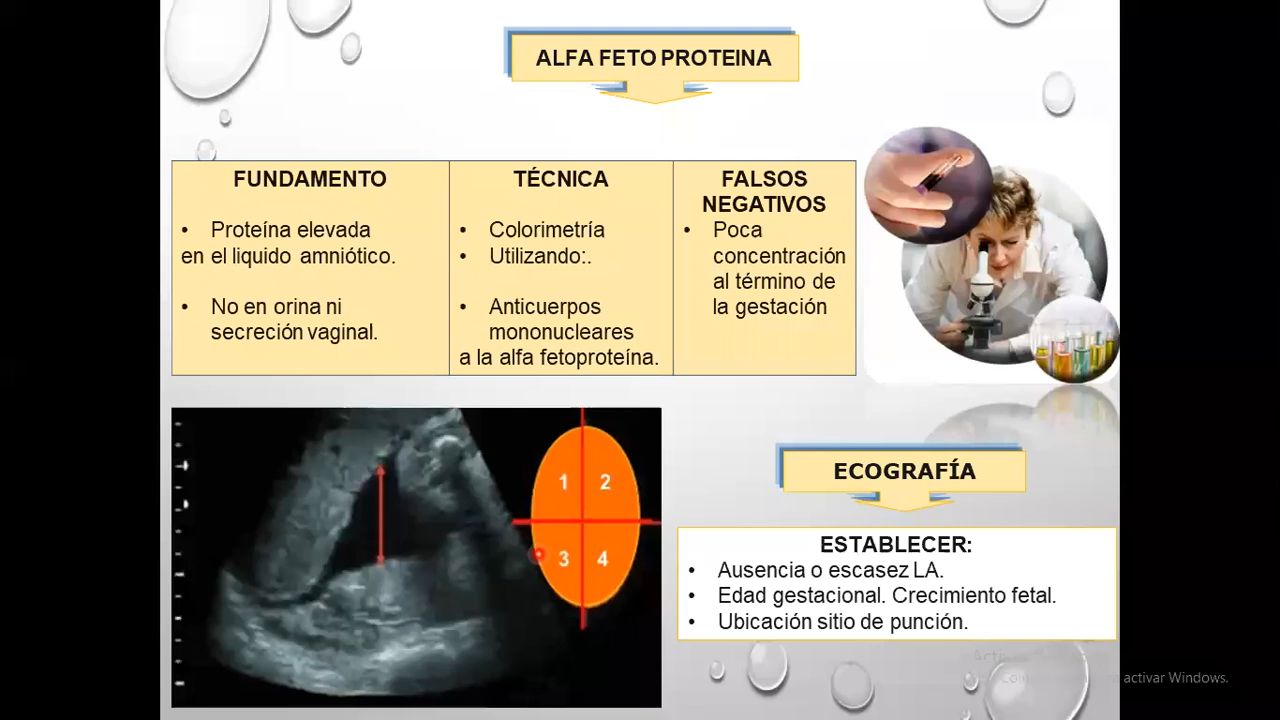 ALFA FETO PROTEINA
FUNDAMENTO
• Proteína elevada
en el liquido amniótico.
• No en orina ni
secreción vaginal.
TÉCNICA
• Colorimetría
• Utilizando:.
• Anticuerpos
mononucleares
a la alfa fetoproteína.
FALSOS
NEGATIVOS
• Poca
concentración
al término de
la gestación
1 2
3 4
ECOGRAFÍA
ESTABLECER:
• Ausencia o escasez LA.
• Edad gestacional. Crecimiento fetal.
• Ubicación sitio de punción.
activar Windows.